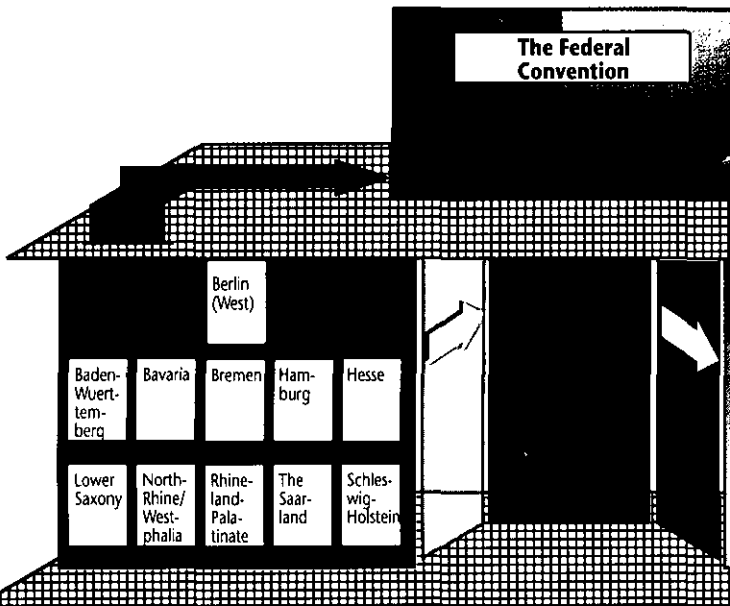 The Federal
Convention
Berlin
(West)
Baden-
Wuert-
tem-
berg
Bavaria
Bremen
Ham-
burg
Hesse
Lower
Saxony
North-
Rhine/
West-
phalia
Rhine-
land-
Pala-
tinate
The
Saar-
land
Schles-
wig-
Holstein